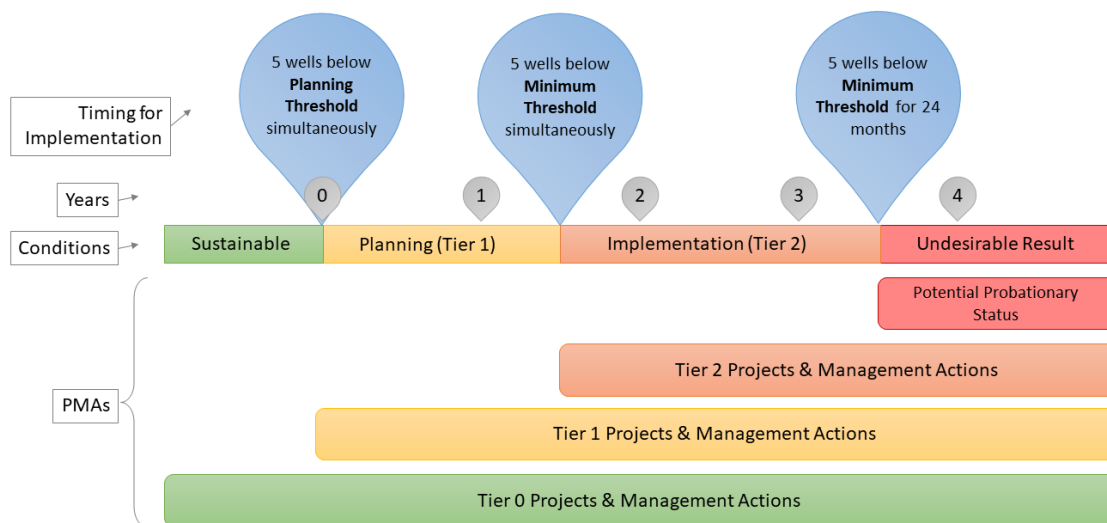 5 wells below
Planning
Threshold
simultaneously
5 wells below
Minimum
Threshold
simultaneously
5 wells below
Minimum
Threshold for 24
months
Timing for
Implementation
Years
0
1
2
3
4
Conditions
Sustainable
Planning (Tier 1)
Implementation (Tier 2)
Undesirable Result
Potential Probationary
Status
Tier 2 Projects & Management Actions
PMAs
Tier 1 Projects & Management Actions
Tier 0 Projects & Management Actions